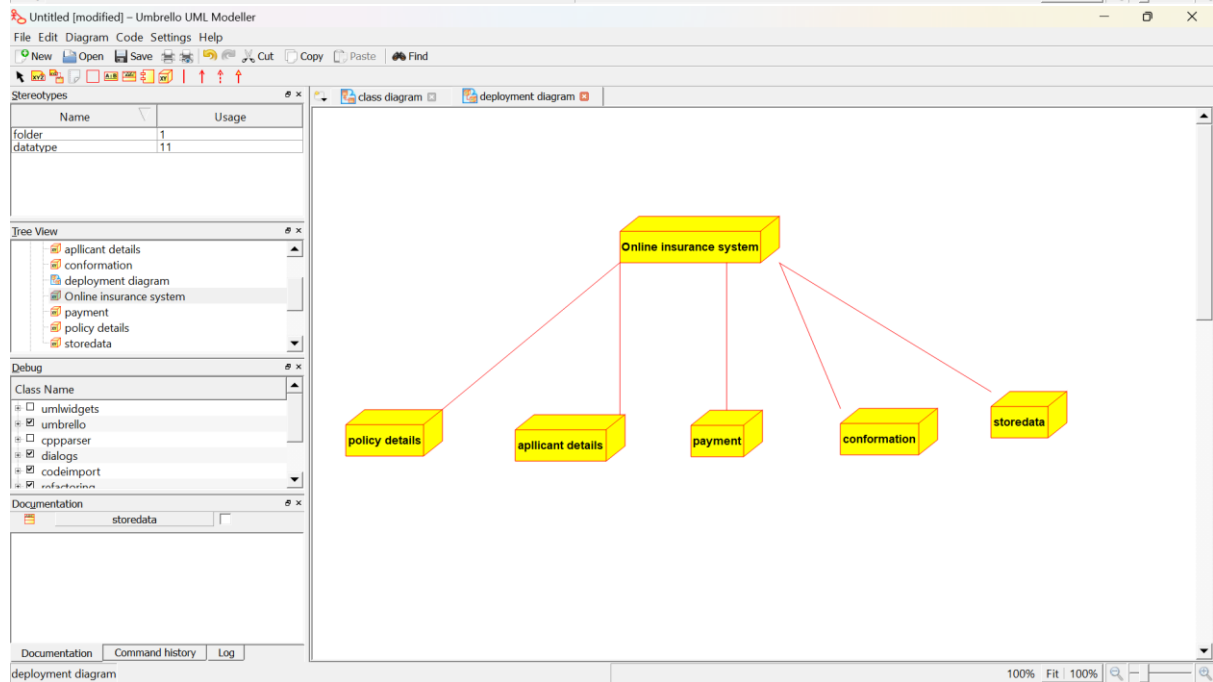 Untitled [modified] – Umbrello UML Modeller
File Edit Diagram Code Settings Help
New Open Save Cut Copy Paste Find
Stereotypes
Name Usage
folder 1
datatype 11
Tree View
apllicant details
conformation
deployment diagram
Online insurance system
payment
policy details
storedata
Debug
Class Name
umlwidgets
umbrello
cppparser
dialogs
codeimport
refactoring
Documentation
storedata
Documentation Command history Log
deployment diagram
class diagram deployment diagram
Online insurance system
policy details
apllicant details
payment
conformation
storedata
100% Fit 100%